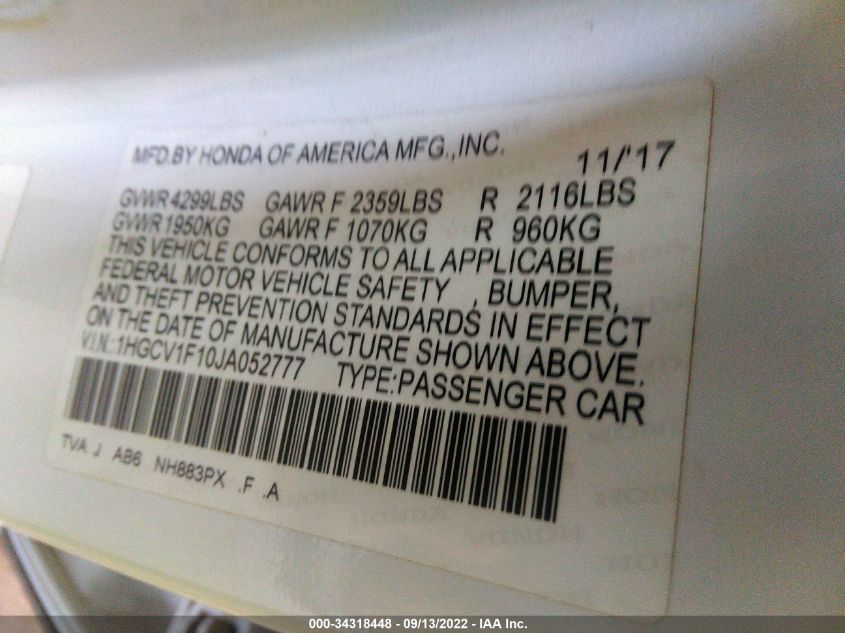 MFD.BY HONDA OF AMERICA MFG.,INC. 11/'17
GVWR 4299LBS GAWR F 2359LBS R 2116LBS
GVWR 1950KG GAWR F 1070KG R 960KG
THIS VEHICLE CONFORMS TO ALL APPLICABLE
FEDERAL MOTOR VEHICLE SAFETY , BUMPER,
AND THEFT PREVENTION STANDARDS IN EFFECT
ON THE DATE OF MANUFACTURE SHOWN ABOVE.
V.I.N.:1HGCV1F10JA052777 TYPE:PASSENGER CAR
TVA J AB6 NH883PX .F .A
000-34318448 - 09/13/2022 - IAA Inc.